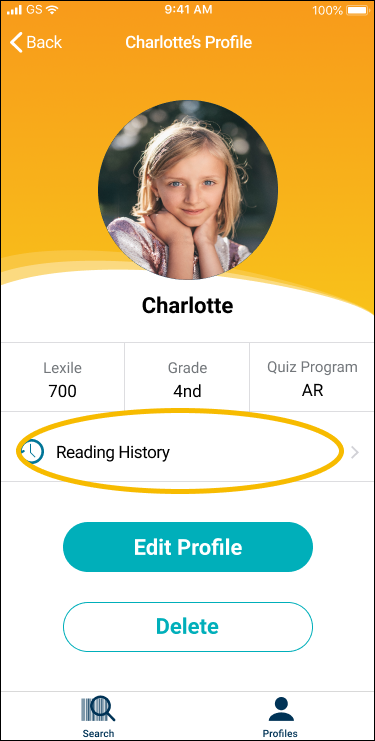 GS 9:41 AM 100%
Back Charlotte's Profile
Charlotte
Lexile Grade Quiz Program
700 4nd AR
Reading History
Edit Profile
Delete
Search Profiles